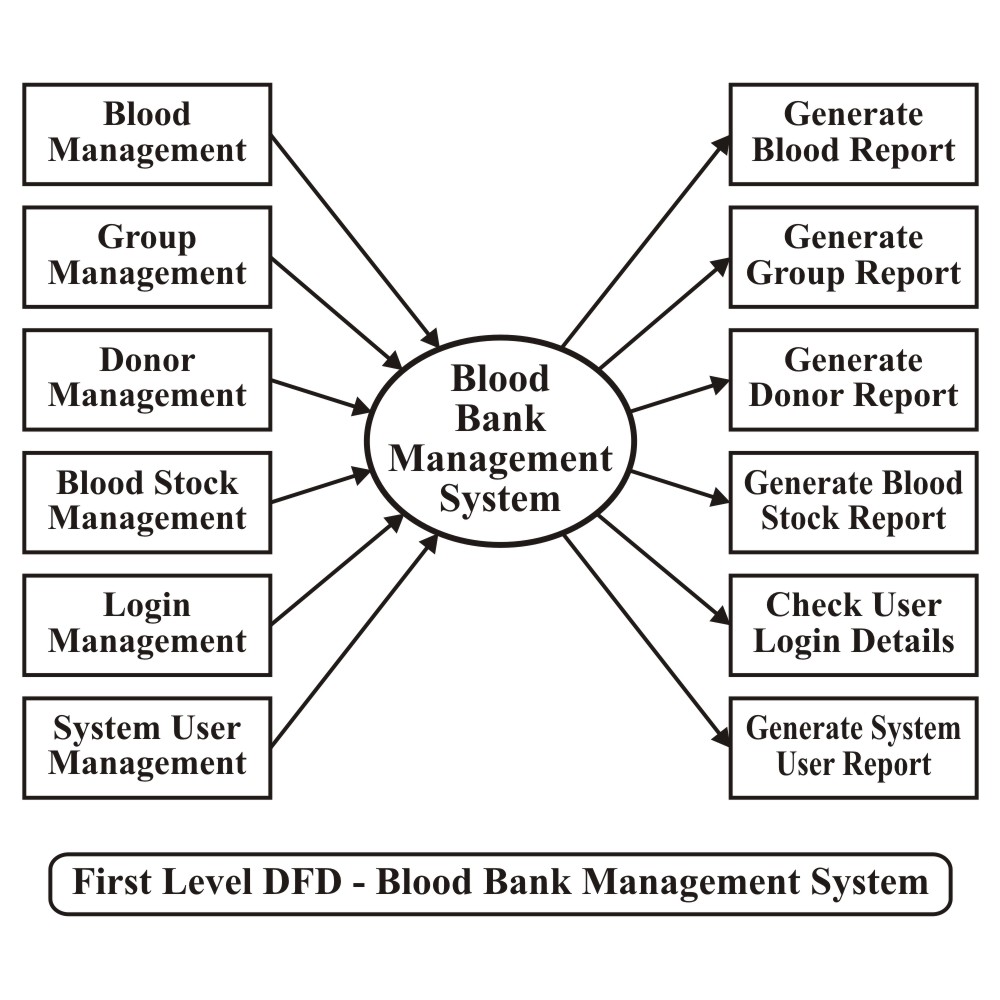 Blood
Management
Group
Management
Donor
Management
Blood Stock
Management
Login
Management
System User
Management
Blood
Bank
Management
System
Generate
Blood Report
Generate
Group Report
Generate
Donor Report
Generate Blood
Stock Report
Check User
Login Details
Generate System
User Report
First Level DFD - Blood Bank Management System